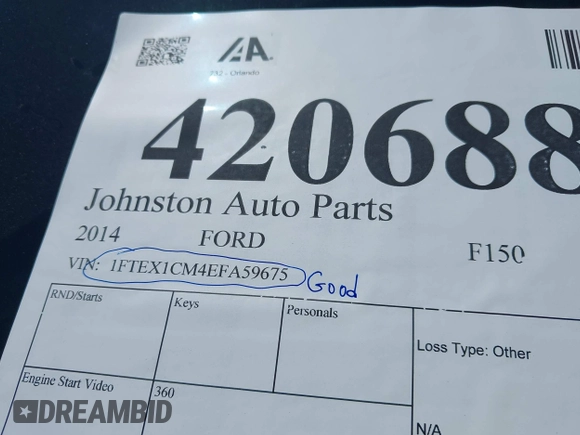 IAA
732 - Orlando
420688
Johnston Auto Parts
2014 FORD F150
VIN: 1FTEX1CM4EFA59675 Good
RND/Starts Keys Personals Loss Type: Other
Engine Start Video 360 N/A
DREAMBID